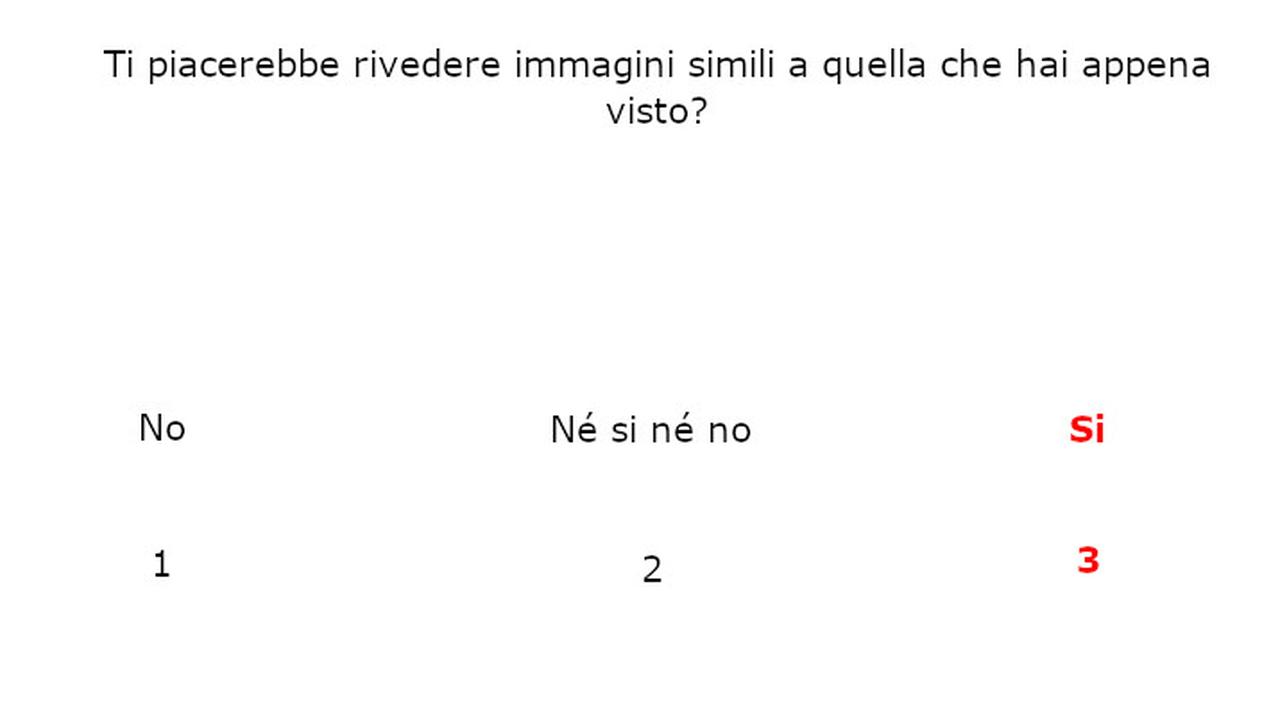 Ti piacerebbe rivedere immagini simili a quella che hai appena
visto?
No
Né si né no
Si
1
2
3